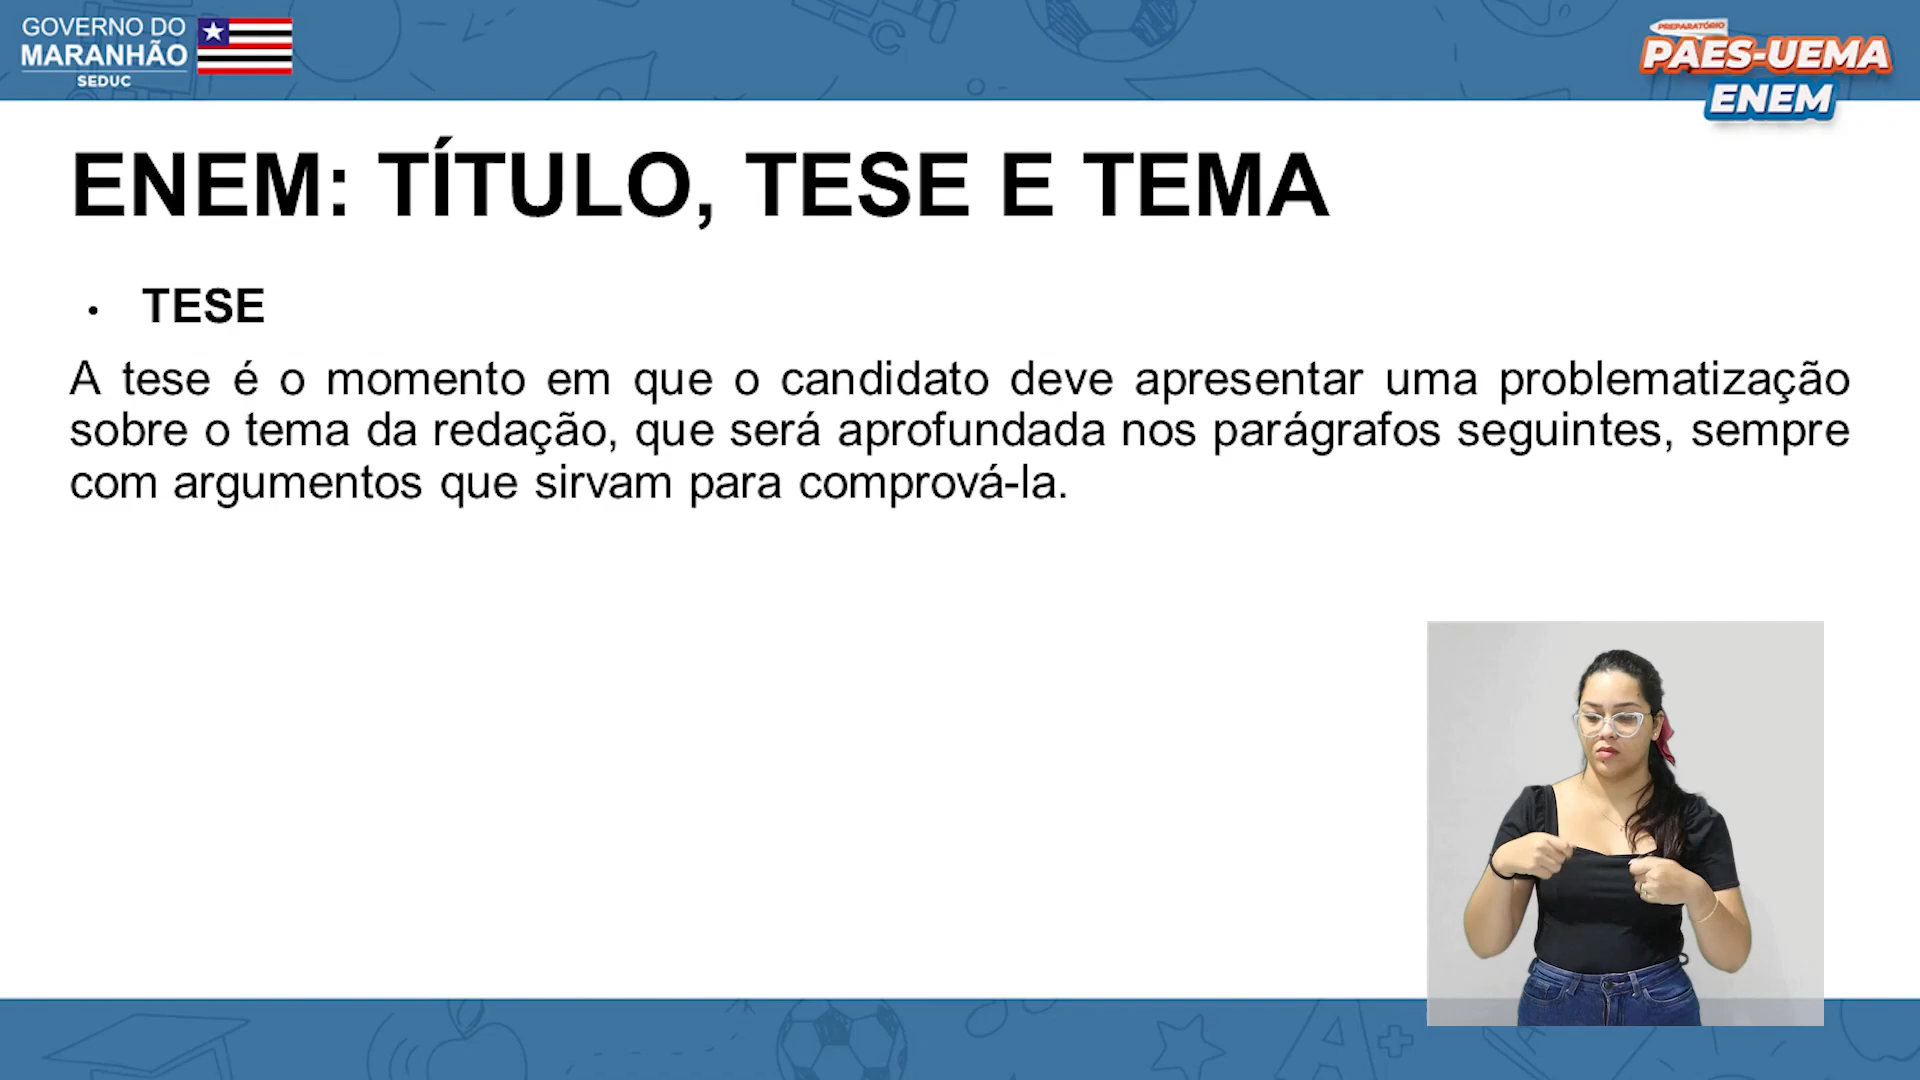 GOVERNO DO
MARANHÃO
SEDUC
PREPARATÓRIO
PAES-UEMA
ENEM
ENEM: TÍTULO, TESE E TEMA
• TESE
A tese é o momento em que o candidato deve apresentar uma problematização
sobre o tema da redação, que será aprofundada nos parágrafos seguintes, sempre
com argumentos que sirvam para comprová-la.
A+